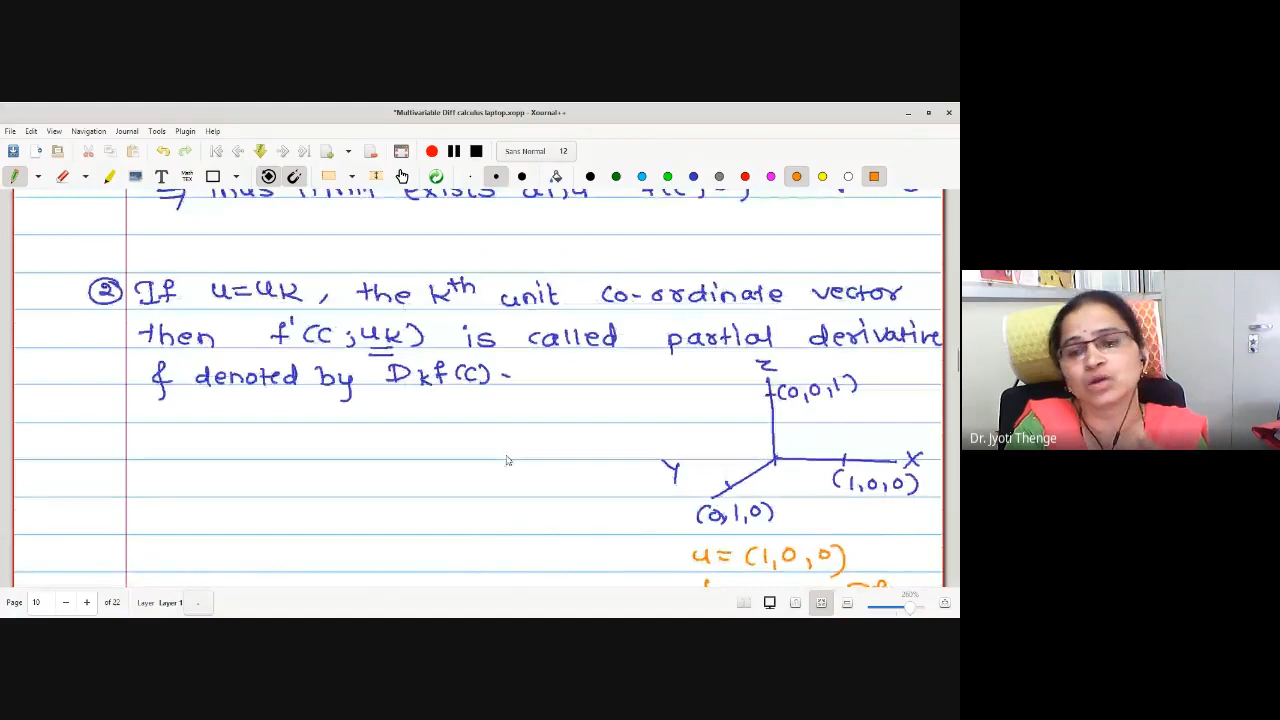 *Multivariable Diff calculus laptop.xopp - Xournal++
File Edit View Navigation Journal Tools Plugin Help
Sans Normal 12
② If u=uk, the kth unit co-ordinate vector
then f'(c;uk) is called partial derivative
& denoted by Dkf(c) -
Z
(0,0,1)
Y
X
(1,0,0)
(0,1,0)
u = (1,0,0)
Dr. Jyoti Thenge
Page 10 of 22 Layer Layer 1 260%